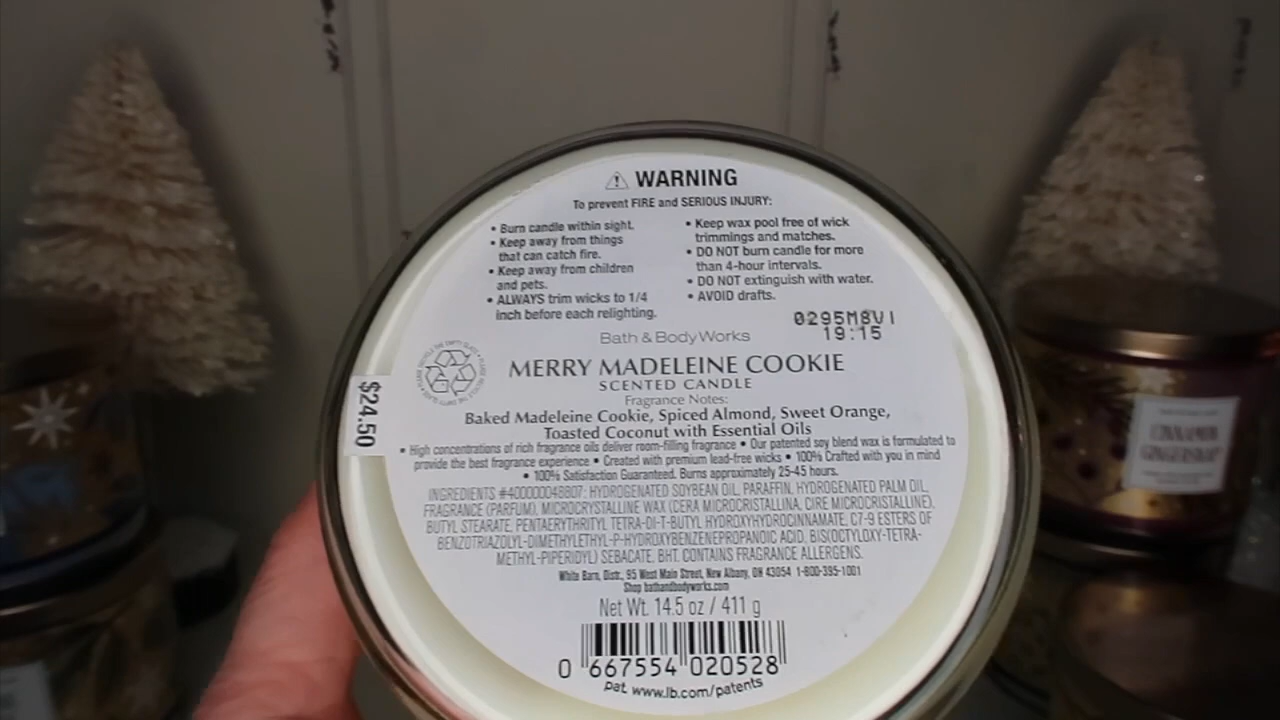 WARNING
To prevent FIRE and SERIOUS INJURY:
• Burn candle within sight.
• Keep away from things
that can catch fire.
• Keep away from children
and pets.
• ALWAYS trim wicks to 1/4
inch before each relighting.
• Keep wax pool free of wick
trimmings and matches.
• DO NOT burn candle for more
than 4-hour intervals.
• DO NOT extinguish with water.
• AVOID drafts.
0295M8V1
19:15
Bath & Body Works
MERRY MADELEINE COOKIE
SCENTED CANDLE
Fragrance Notes:
Baked Madeleine Cookie, Spiced Almond, Sweet Orange,
Toasted Coconut with Essential Oils
• High concentrations of rich fragrance oils deliver room-filling fragrance • Our patented soy blend wax is formulated to
provide the best fragrance experience • Created with premium lead-free wicks • 100% Crafted with you in mind
• 100% Satisfaction Guaranteed. Burns approximately 25-45 hours.
INGREDIENTS #400000048807: HYDROGENATED SOYBEAN OIL, PARAFFIN, HYDROGENATED PALM OIL,
FRAGRANCE (PARFUM), MICROCRYSTALLINE WAX (CERA MICROCRISTALLINA, CIRE MICROCRISTALLINE),
BUTYL STEARATE, PENTAERYTHRITYL TETRA-DI-T-BUTYL HYDROXYHYDROCINNAMATE, C7-9 ESTERS OF
BENZOTRIAZOLYL-DIMETHYLETHYL-P-HYDROXYBENZENEPROPANOIC ACID, BIS(OCTYLOXY-TETRA-
METHYL-PIPERIDYL) SEBACATE, BHT. CONTAINS FRAGRANCE ALLERGENS.
White Barn, Distr., 95 West Main Street, New Albany, OH 43054 1-800-395-1001
Shop bathandbodyworks.com
Net Wt. 14.5 oz / 411 g
0 667554 020528
Pat. www.lb.com/patents
$24.50
CINNAMON
GINGERSNAP